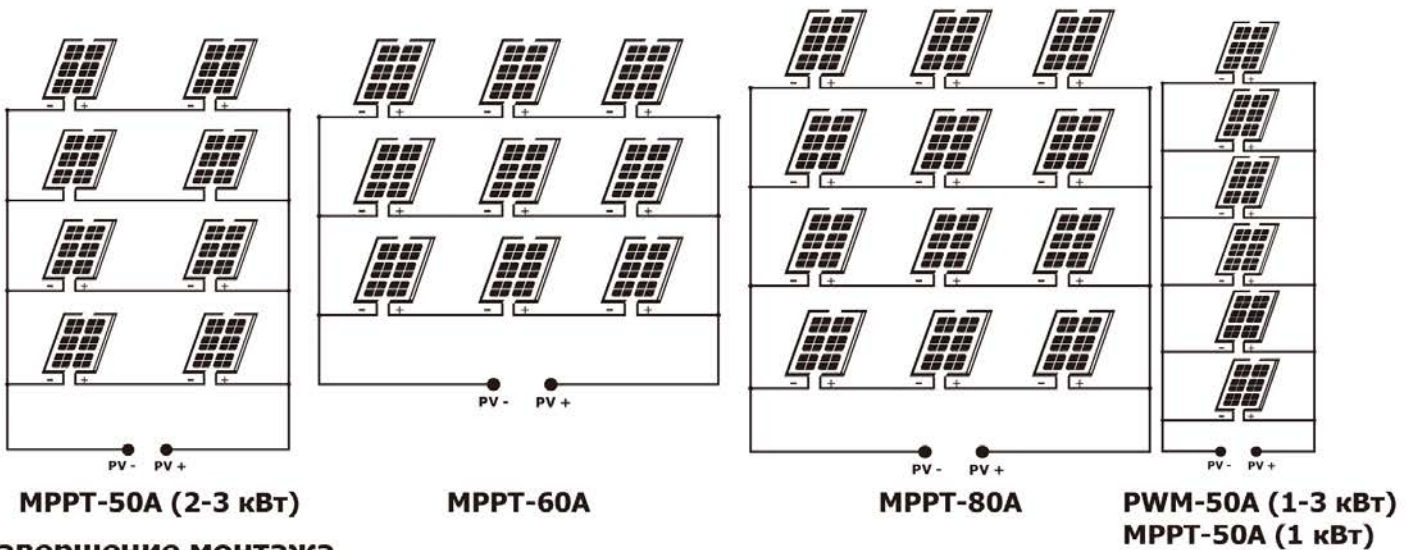 PV - PV +
PV - PV +
PV - PV +
PV - PV +
MPPT-50A (2-3 кВт)
MPPT-60A
MPPT-80A
PWM-50A (1-3 кВт)
MPPT-50A (1 кВт)